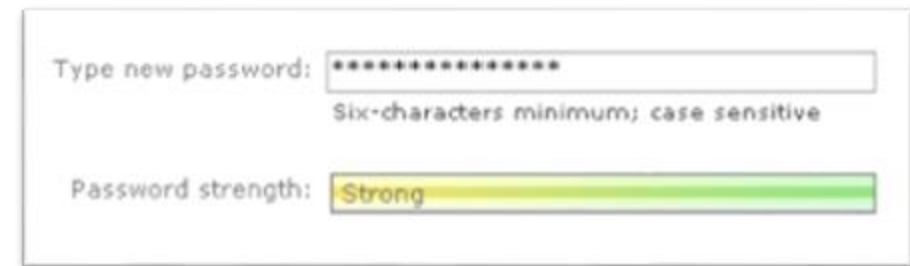 Type new password: ***************
Six-characters minimum; case sensitive
Password strength: Strong